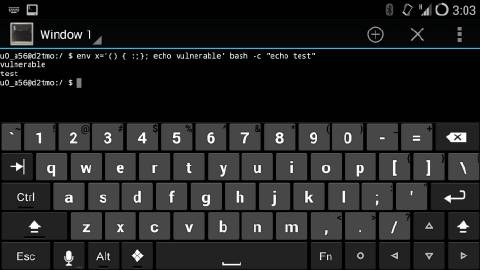 3:03
Window 1
u0_a56@d2tmo:/ $ env x='() { :;}; echo vulnerable' bash -c "echo test"
vulnerable
test
u0_a56@d2tmo:/ $
` ~ 1 ! 2 @ 3 # 4 $ 5 % 6 ^ 7 & 8 * 9 ( 0 ) - _ = +
q w e r t y u i o p [ { ] } \ |
Ctrl a s d f g h j k l ; : ' "
z x c v b n m , < . > / ?
Esc Alt Fn